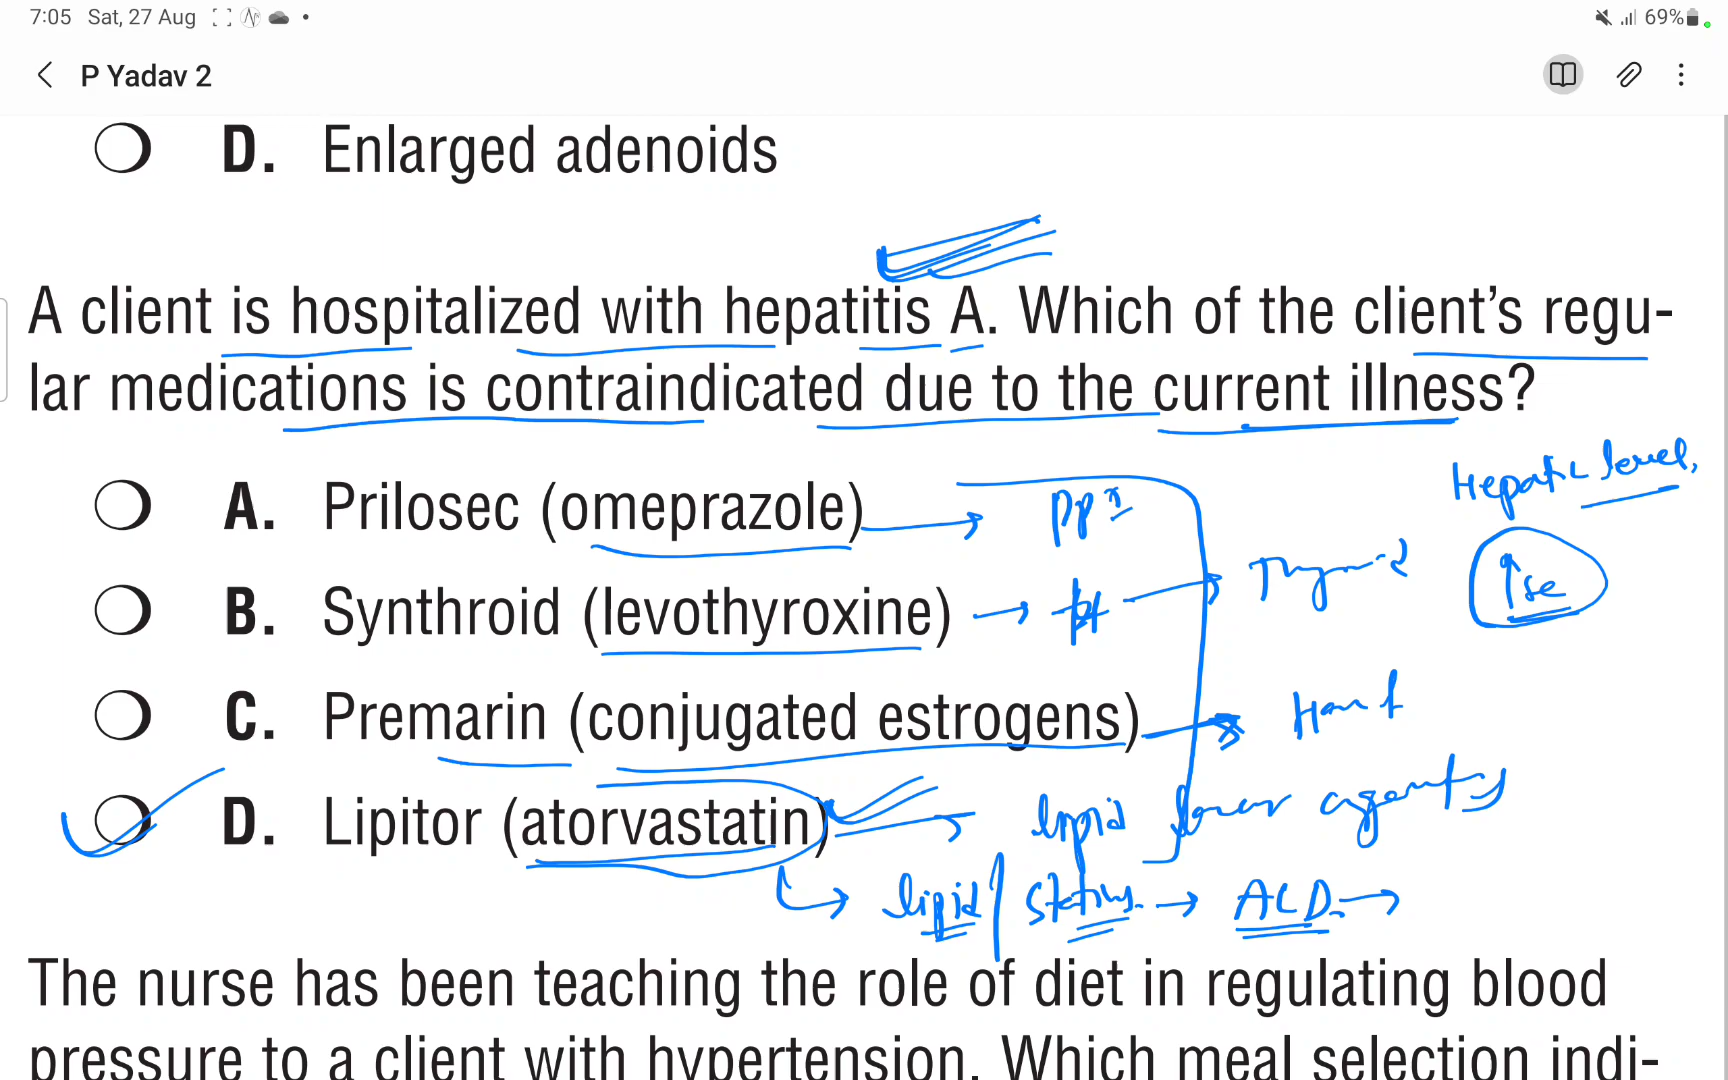 7:05 Sat, 27 Aug
69%
P Yadav 2
D. Enlarged adenoids
A client is hospitalized with hepatitis A. Which of the client's regu-
lar medications is contraindicated due to the current illness?
Hepatic level,
A. Prilosec (omeprazole)
↑se
B. Synthroid (levothyroxine)
C. Premarin (conjugated estrogens)
D. Lipitor (atorvastatin)
lipid lower agents
lipid / statins → ALD →
The nurse has been teaching the role of diet in regulating blood
pressure to a client with hypertension. Which meal selection indi-